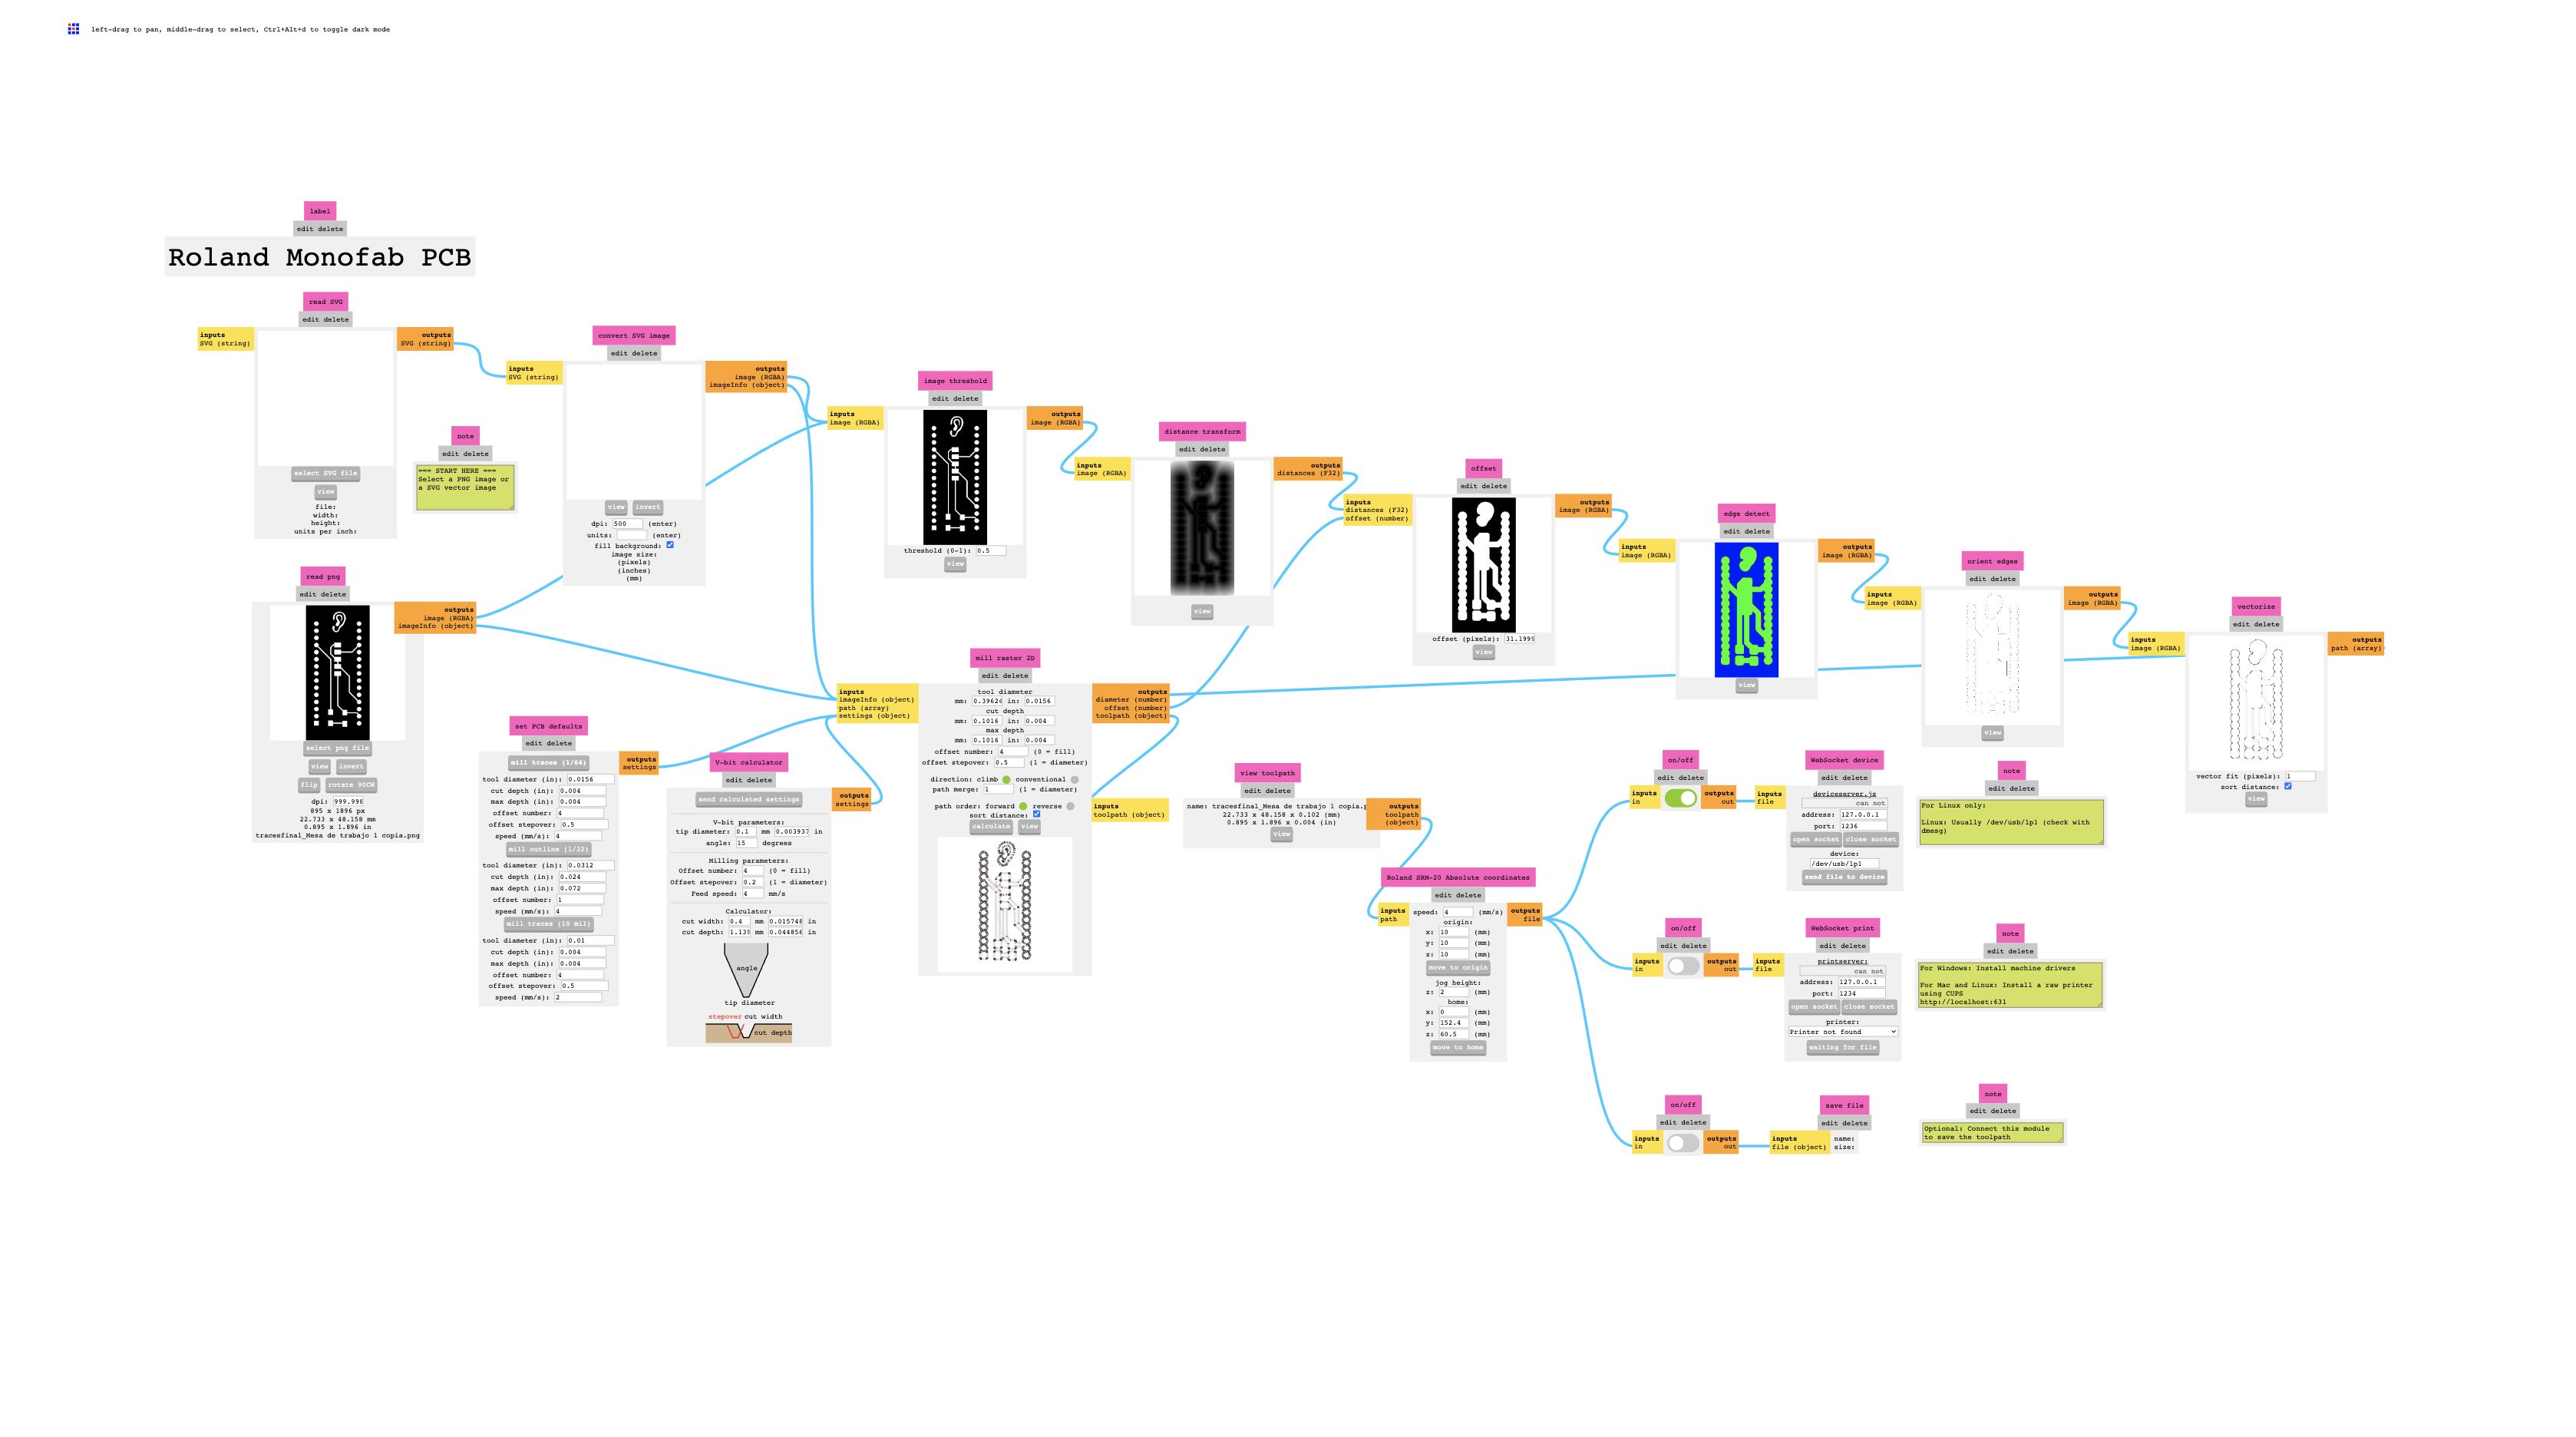 left-drag to pan, middle-drag to select, Ctrl+Alt+d to toggle dark mode
label
edit delete
Roland Monofab PCB
read SVG
edit delete
inputs
SVG (string)
outputs
SVG (string)
select SVG file
view
file:
width:
height:
units per inch:
note
edit delete
=== START HERE ===
Select a PNG image or
a SVG vector image
convert SVG image
edit delete
inputs
SVG (string)
outputs
image (RGBA)
imageInfo (object)
view invert
dpi: 500 (enter)
units: (enter)
fill background:
image size:
(pixels)
(inches)
(mm)
read png
edit delete
outputs
image (RGBA)
imageInfo (object)
select png file
view invert
flip rotate 90CW
dpi: 999.998
895 x 1896 px
22.733 x 48.158 mm
0.895 x 1.896 in
tracesfinal_Mesa de trabajo 1 copia.png
image threshold
edit delete
inputs
image (RGBA)
outputs
image (RGBA)
threshold (0-1): 0.5
view
distance transform
edit delete
inputs
image (RGBA)
outputs
distances (F32)
view
offset
edit delete
inputs
distances (F32)
offset (number)
outputs
image (RGBA)
offset (pixels): 31.1999
view
edge detect
edit delete
inputs
image (RGBA)
outputs
image (RGBA)
view
orient edges
edit delete
inputs
image (RGBA)
outputs
image (RGBA)
view
vectorize
edit delete
inputs
image (RGBA)
outputs
path (array)
vector fit (pixels): 1
sort distance:
view
set PCB defaults
edit delete
outputs
settings
mill traces (1/64)
tool diameter (in): 0.0156
cut depth (in): 0.004
max depth (in): 0.004
offset number: 4
offset stepover: 0.5
speed (mm/s): 4
mill outline (1/32)
tool diameter (in): 0.0312
cut depth (in): 0.024
max depth (in): 0.072
offset number: 1
speed (mm/s): 4
mill traces (10 mil)
tool diameter (in): 0.01
cut depth (in): 0.004
max depth (in): 0.004
offset number: 4
offset stepover: 0.5
speed (mm/s): 2
V-bit calculator
edit delete
outputs
settings
send calculated settings
V-bit parameters:
tip diameter: 0.1 mm 0.003937 in
angle: 15 degrees
Milling parameters:
Offset number: 4 (0 = fill)
Offset stepover: 0.2 (1 = diameter)
Feed speed: 4 mm/s
Calculator:
cut width: 0.4 mm 0.015748 in
cut depth: 1.139 mm 0.044856 in
angle
tip diameter
stepover cut width
cut depth
mill raster 2D
edit delete
inputs
imageInfo (object)
path (array)
settings (object)
outputs
diameter (number)
offset (number)
toolpath (object)
tool diameter
mm: 0.39624 in: 0.0156
cut depth
mm: 0.1016 in: 0.004
max depth
mm: 0.1016 in: 0.004
offset number: 4 (0 = fill)
offset stepover: 0.5 (1 = diameter)
direction: climb conventional
path merge: 1 (1 = diameter)
path order: forward reverse
sort distance:
calculate view
view toolpath
edit delete
inputs
toolpath (object)
name: tracesfinal_Mesa de trabajo 1 copia.p
22.733 x 48.158 x 0.102 (mm)
0.895 x 1.896 x 0.004 (in)
view
outputs
toolpath
(object)
Roland SRM-20 Absolute coordinates
edit delete
inputs
path
outputs
file
speed: 4 (mm/s)
origin:
x: 10 (mm)
y: 10 (mm)
z: 10 (mm)
move to origin
jog height:
z: 2 (mm)
home:
x: 0 (mm)
y: 152.4 (mm)
z: 60.5 (mm)
move to home
on/off
edit delete
inputs
in
outputs
out
WebSocket device
edit delete
inputs
file
deviceserver.js
can not
address: 127.0.0.1
port: 1236
open socket close socket
device:
/dev/usb/lp1
send file to device
note
edit delete
For Linux only:
Linux: Usually /dev/usb/lp1 (check with
dmesg)
on/off
edit delete
inputs
in
outputs
out
WebSocket print
edit delete
inputs
file
printserver:
can not
address: 127.0.0.1
port: 1234
open socket close socket
printer:
Printer not found
waiting for file
note
edit delete
For Windows: Install machine drivers
For Mac and Linux: Install a raw printer
using CUPS
http://localhost:631
on/off
edit delete
inputs
in
outputs
out
save file
edit delete
inputs
file (object)
name:
size:
note
edit delete
Optional: Connect this module
to save the toolpath